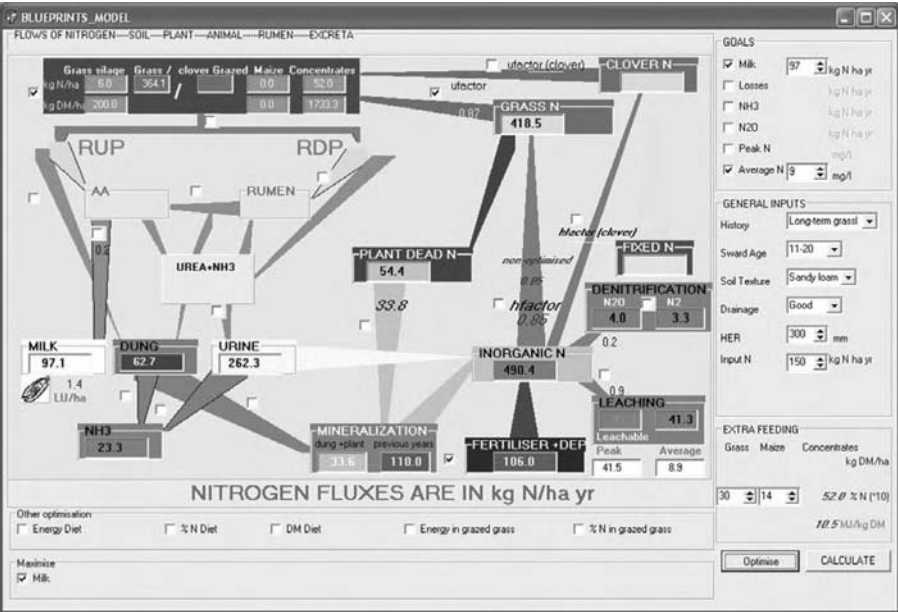 BLUEPRINTS_MODEL
FLOWS OF NITROGEN----SOIL----PLANT----ANIMAL----RUMEN----EXCRETA
Grass silage Grass / clover Grazed Maize Concentrates
kg N/ha 6.0 364.1 / 0.0 52.0
kg DM/ha 200.0 0.0 1733.3
ufactor (clover)
ufactor
0.87
CLOVER N
GRASS N
418.5
RUP
RDP
AA
RUMEN
0.2
UREA+NH3
PLANT DEAD N
54.4
33.8
hfactor (clover)
non optimised
0.85
hfactor
0.85
FIXED N
DENITRIFICATION
N2O N2
4.0 3.3
0.2
MILK
97.1
DUNG
62.7
URINE
262.3
INORGANIC N
490.4
1.4
LU/ha
0.9
LEACHING
41.3
Leachable
Peak Average
41.5 8.9
NH3
23.3
MINERALIZATION
dung +plant previous years
33.6 110.0
FERTILISER +DEP
106.0
NITROGEN FLUXES ARE IN kg N/ha yr
Other optimisation
Energy Diet % N Diet DM Diet Energy in grazed grass % N in grazed grass
Maximise
Milk
GOALS
Milk 97 kg N ha yr
Losses kg N ha yr
NH3 kg N ha yr
N2O kg N ha yr
Peak N mg/l
Average N 9 mg/l
GENERAL INPUTS
History Long-term grassl
Sward Age 11-20
Soil Texture Sandy loam
Drainage Good
HER 300 mm
Input N 150 kg N ha yr
EXTRA FEEDING
Grass Maize Concentrates
kg DM/ha
30 14 52.0 % N (*10)
10.5 MJ/kg DM
Optimise CALCULATE